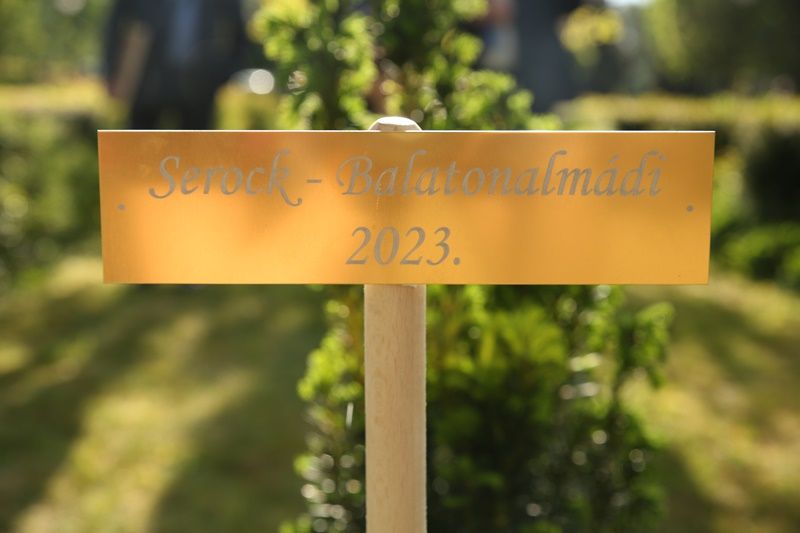 Serock - Balatonalmádi
2023.